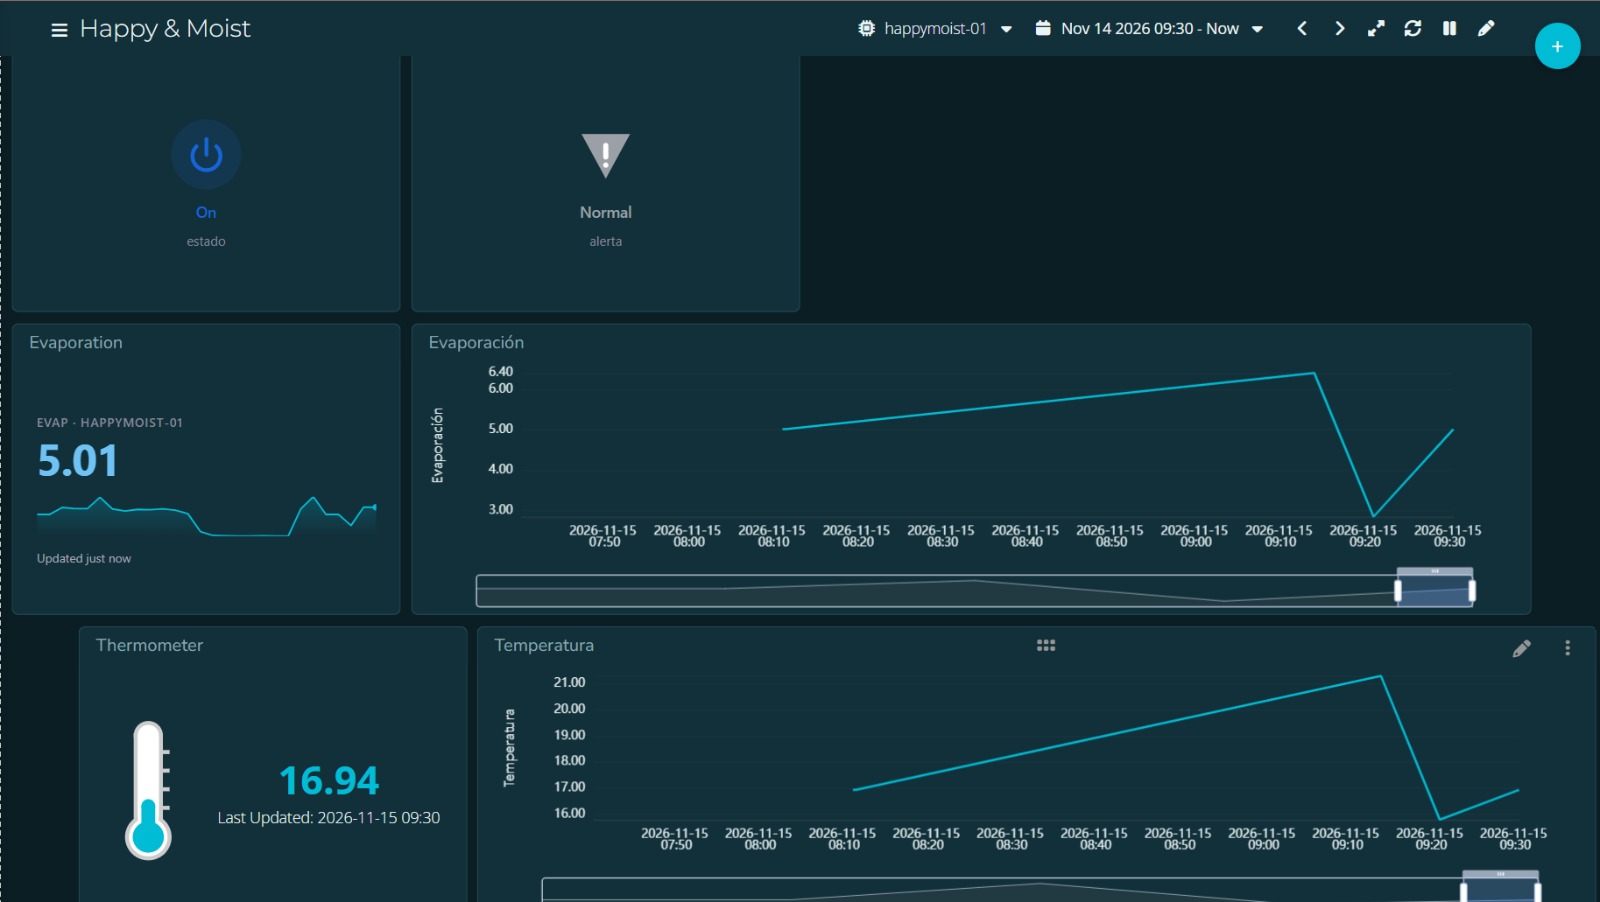 Happy & Moist
happymoist-01
Nov 14 2026 09:30 - Now
+
On
estado
Normal
alerta
Evaporation
EVAP · HAPPYMOIST-01
5.01
Updated just now
Evaporación
Evaporación
6.40
6.00
5.00
4.00
3.00
2026-11-15 2026-11-15 2026-11-15 2026-11-15 2026-11-15 2026-11-15 2026-11-15 2026-11-15 2026-11-15 2026-11-15 2026-11-15
07:50 08:00 08:10 08:20 08:30 08:40 08:50 09:00 09:10 09:20 09:30
Thermometer
16.94
Last Updated: 2026-11-15 09:30
Temperatura
Temperatura
21.00
20.00
19.00
18.00
17.00
16.00
2026-11-15 2026-11-15 2026-11-15 2026-11-15 2026-11-15 2026-11-15 2026-11-15 2026-11-15 2026-11-15 2026-11-15 2026-11-15
07:50 08:00 08:10 08:20 08:30 08:40 08:50 09:00 09:10 09:20 09:30